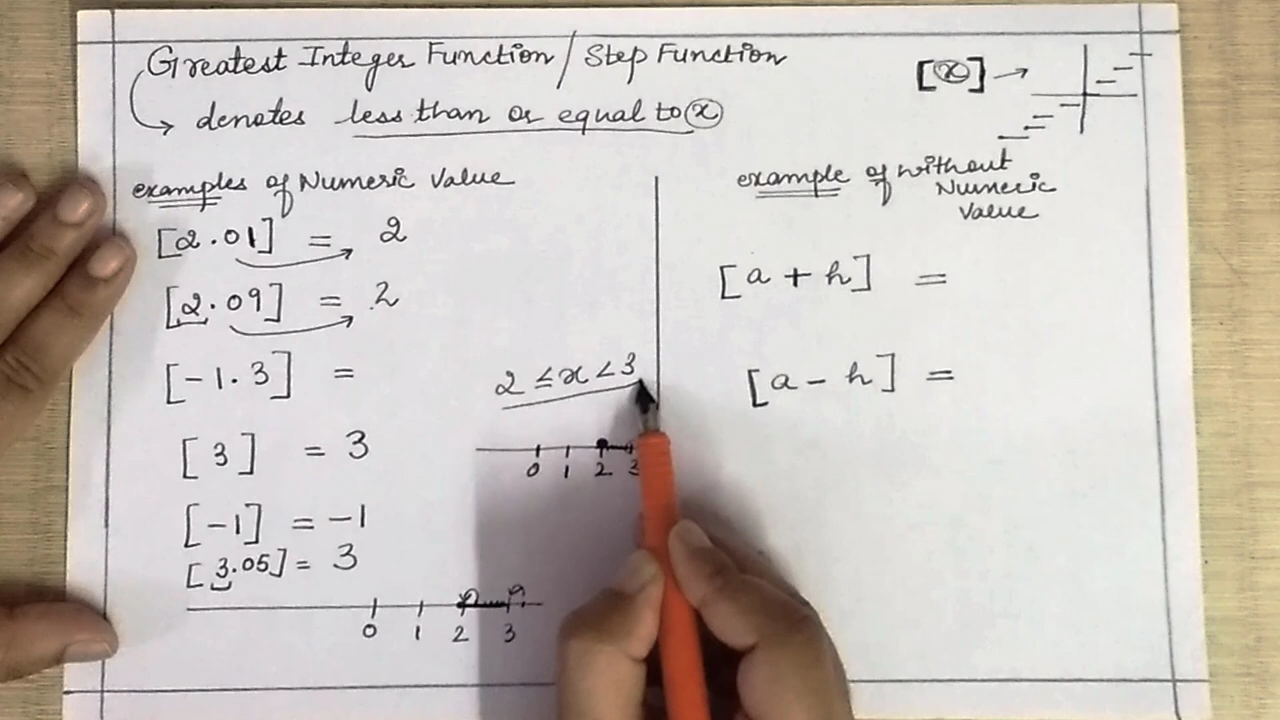 Greatest Integer Function / Step Function
[x] →
→ denotes less than or equal to x
examples of Numeric Value
[2.01] = 2
[2.09] = 2
[-1.3] =
[3] = 3
[-1] = -1
[3.05] = 3
0 1 2 3
2 ≤ x < 3
0 1 2 3
example of without
Numeric
Value
[a + h] =
[a - h] =